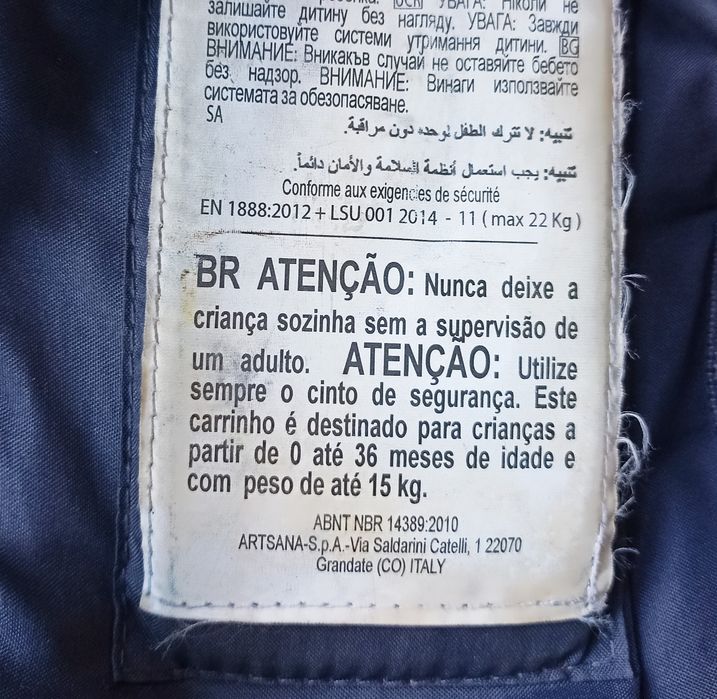 UKR УВАГА: Ніколи не
залишайте дитину без нагляду. УВАГА: Завжди
використовуйте системи утримання дитини. BG
ВНИМАНИЕ: Вникакъв случай не оставяйте бебето
без надзор. ВНИМАНИЕ: Винаги използвайте
системата за обезопасяване.
SA
تنبيه: لا تترك الطفل لوحده دون مراقبة.
تنبيه: يجب استعمال أنظمة السلامة والأمان دائماً.
Conforme aux exigences de sécurité
EN 1888:2012 + LSU 001 2014 - 11 ( max 22 Kg )
BR ATENÇÃO: Nunca deixe a
criança sozinha sem a supervisão de
um adulto. ATENÇÃO: Utilize
sempre o cinto de segurança. Este
carrinho é destinado para crianças a
partir de 0 até 36 meses de idade e
com peso de até 15 kg.
ABNT NBR 14389:2010
ARTSANA-S.p.A.-Via Saldarini Catelli, 1 22070
Grandate (CO) ITALY